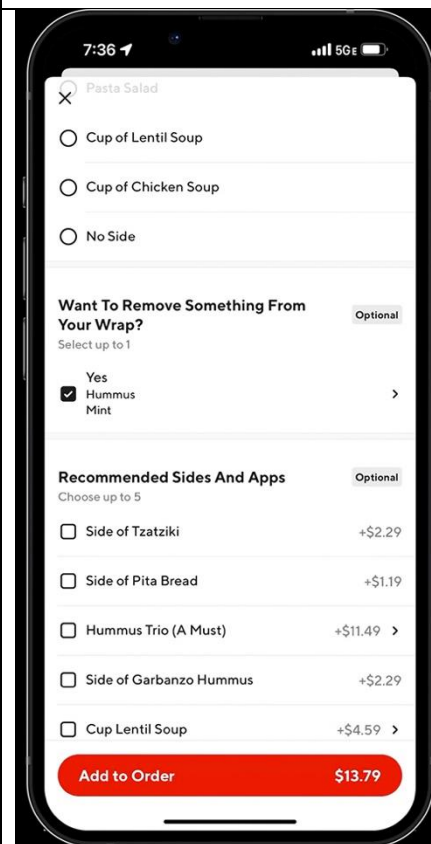 7:36
5GE
Pasta Salad
Cup of Lentil Soup
Cup of Chicken Soup
No Side
Want To Remove Something From
Your Wrap?
Optional
Select up to 1
Yes
Hummus
Mint
Recommended Sides And Apps
Optional
Choose up to 5
Side of Tzatziki +$2.29
Side of Pita Bread +$1.19
Hummus Trio (A Must) +$11.49
Side of Garbanzo Hummus +$2.29
Cup Lentil Soup +$4.59
Add to Order $13.79